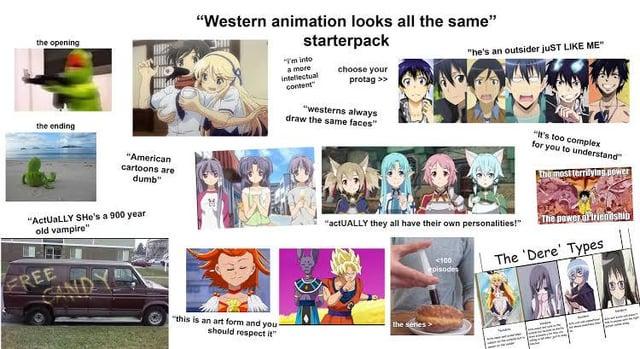 “Western animation looks all the same”
starterpack
the opening
"i'm into
a more
intellectual
content"
choose your
protag >>
"he's an outsider juST LIKE ME"
"westerns always
draw the same faces"
the ending
"American
cartoons are
dumb"
"It's too complex
for you to understand"
The most terrifying power
The power of friendship
"actUALLY they all have their own personalities!"
"ActUaLLY SHe's a 900 year
old vampire"
FREE
CANDY
"this is an art form and you
should respect it"
<100
episodes
the series >
The 'Dere' Types